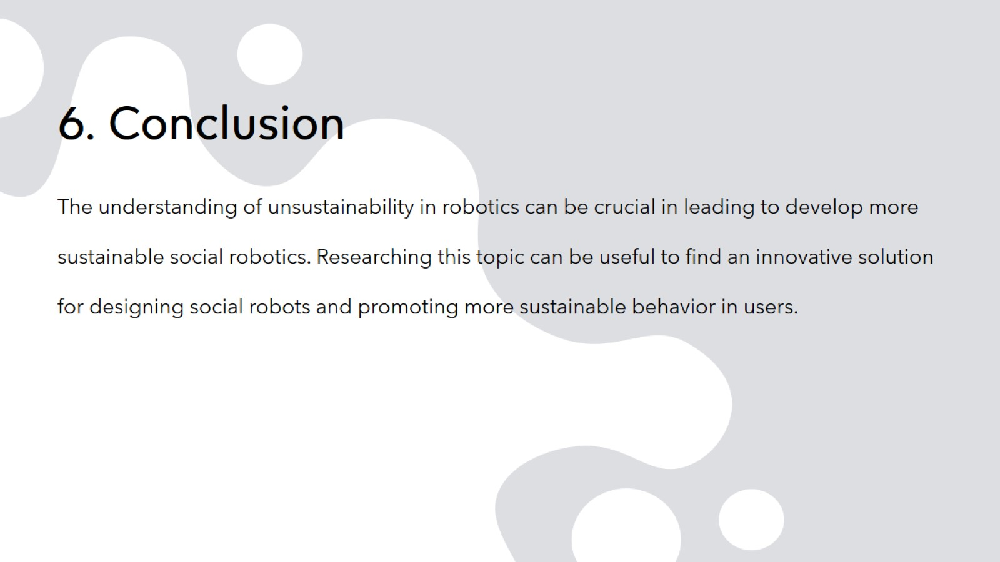 6. Conclusion
The understanding of unsustainability in robotics can be crucial in leading to develop more
sustainable social robotics. Researching this topic can be useful to find an innovative solution
for designing social robots and promoting more sustainable behavior in users.